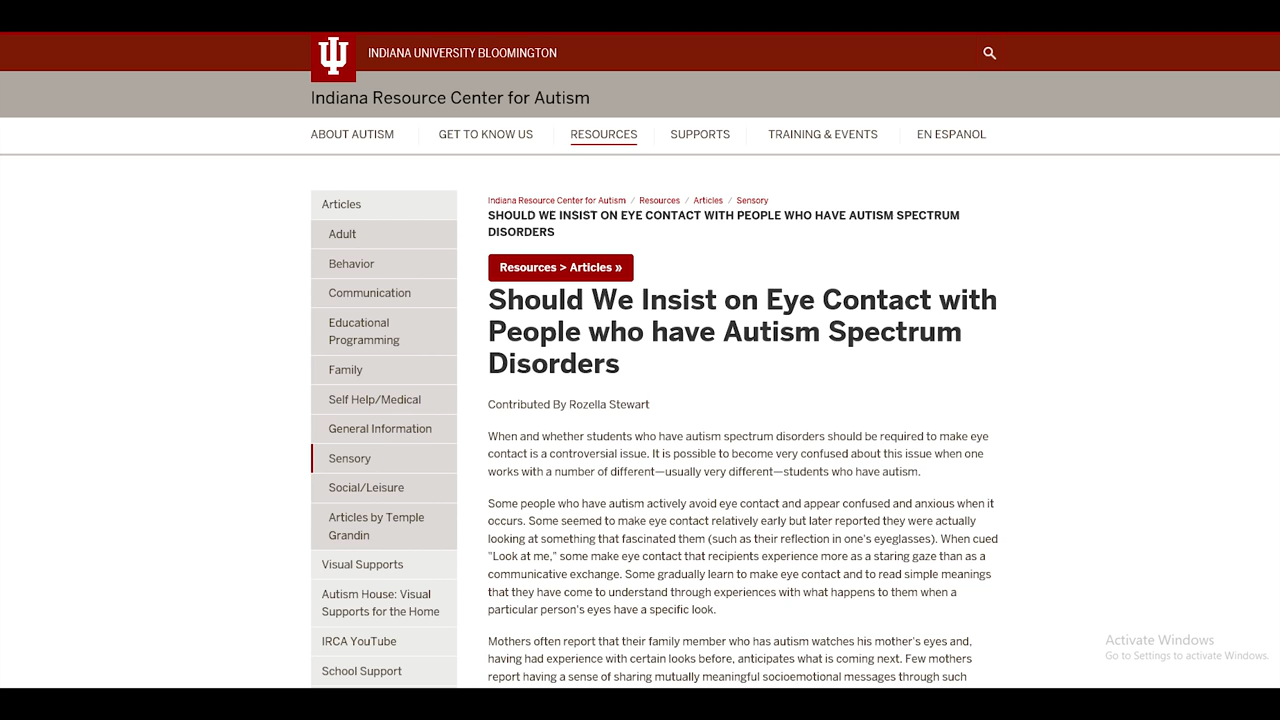 INDIANA UNIVERSITY BLOOMINGTON
Indiana Resource Center for Autism
ABOUT AUTISM
GET TO KNOW US
RESOURCES
SUPPORTS
TRAINING & EVENTS
EN ESPANOL
Articles
Adult
Behavior
Communication
Educational
Programming
Family
Self Help/Medical
General Information
Sensory
Social/Leisure
Articles by Temple
Grandin
Visual Supports
Autism House: Visual
Supports for the Home
IRCA YouTube
School Support
Indiana Resource Center for Autism / Resources / Articles / Sensory
SHOULD WE INSIST ON EYE CONTACT WITH PEOPLE WHO HAVE AUTISM SPECTRUM
DISORDERS
Resources > Articles »
Should We Insist on Eye Contact with
People who have Autism Spectrum
Disorders
Contributed By Rozella Stewart
When and whether students who have autism spectrum disorders should be required to make eye
contact is a controversial issue. It is possible to become very confused about this issue when one
works with a number of different—usually very different—students who have autism.
Some people who have autism actively avoid eye contact and appear confused and anxious when it
occurs. Some seemed to make eye contact relatively early but later reported they were actually
looking at something that fascinated them (such as their reflection in one's eyeglasses). When cued
"Look at me," some make eye contact that recipients experience more as a staring gaze than as a
communicative exchange. Some gradually learn to make eye contact and to read simple meanings
that they have come to understand through experiences with what happens to them when a
particular person's eyes have a specific look.
Mothers often report that their family member who has autism watches his mother's eyes and,
having had experience with certain looks before, anticipates what is coming next. Few mothers
report having a sense of sharing mutually meaningful socioemotional messages through such
Activate Windows
Go to Settings to activate Windows.